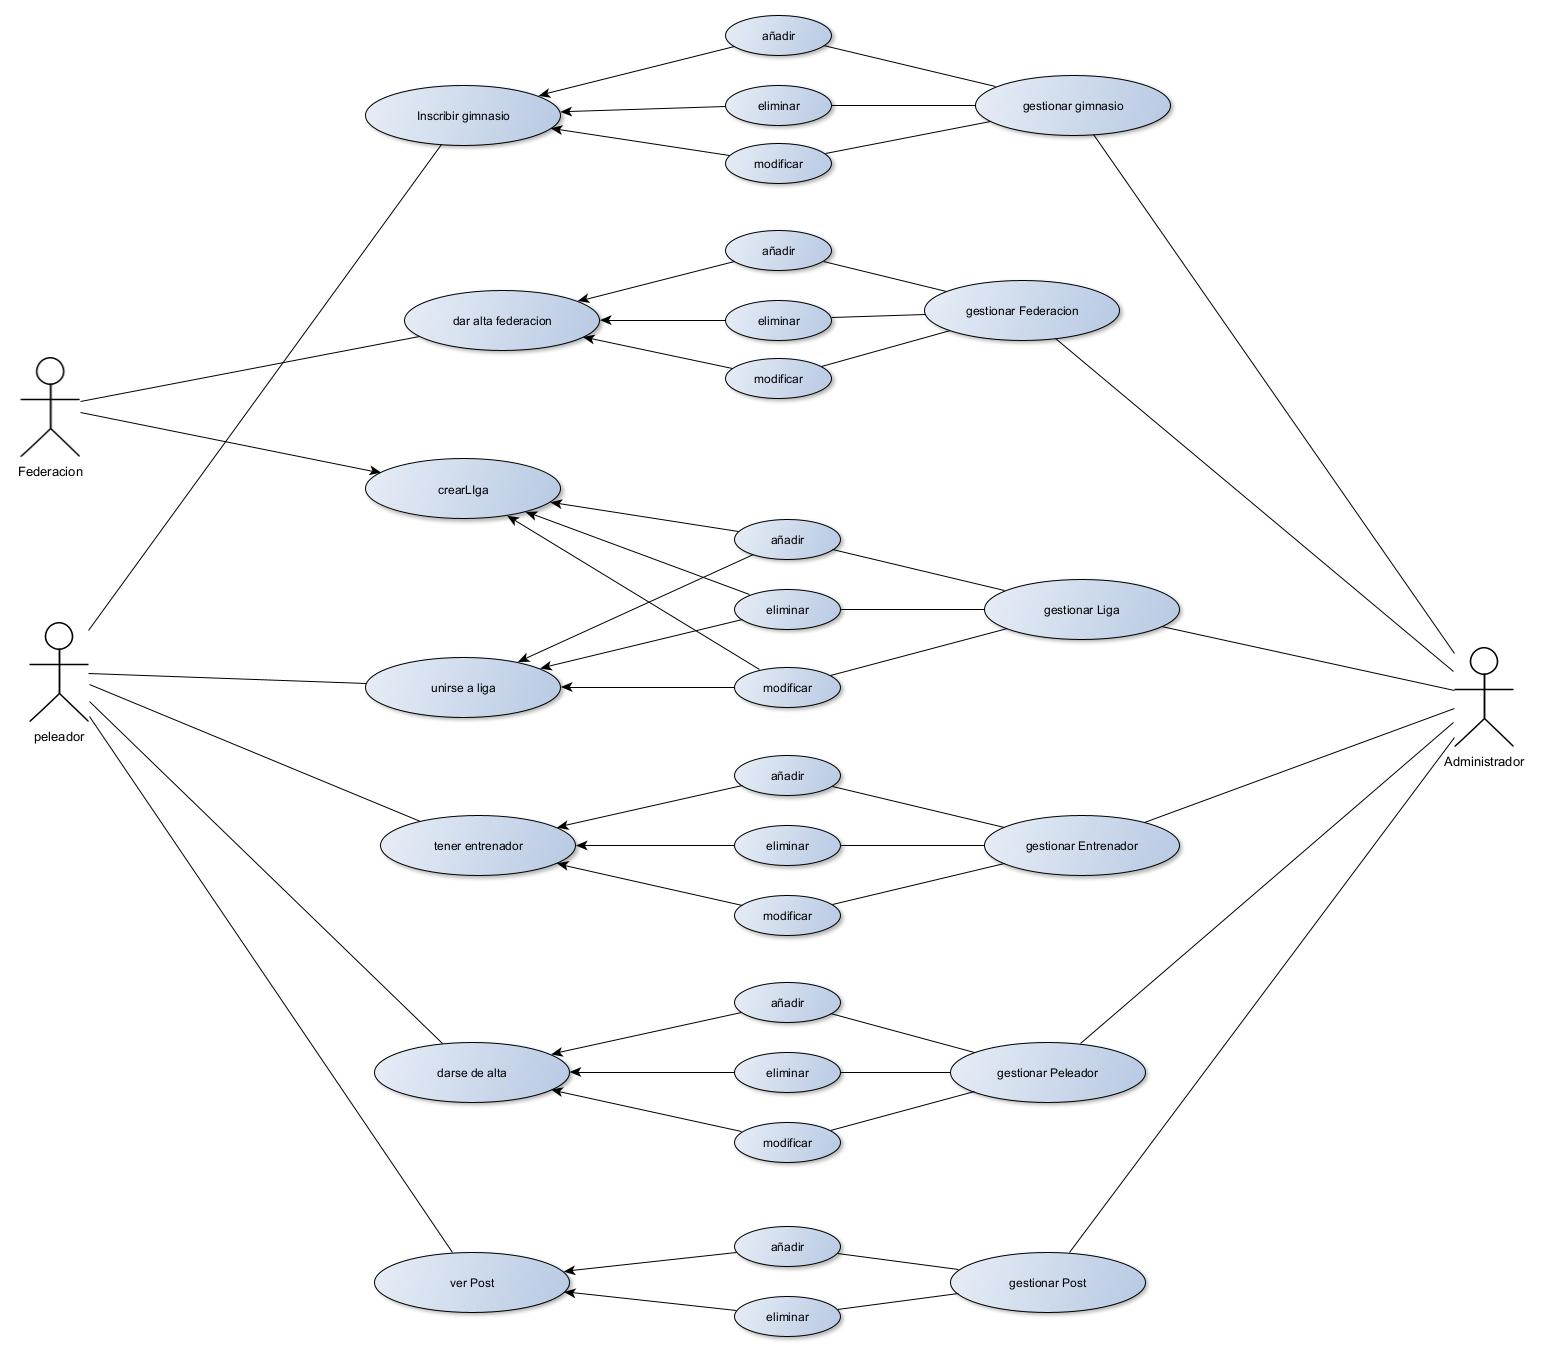 añadir
Inscribir gimnasio
eliminar
gestionar gimnasio
modificar
añadir
dar alta federacion
eliminar
gestionar Federacion
modificar
Federacion
crearLIga
añadir
eliminar
gestionar Liga
unirse a liga
modificar
peleador
Administrador
añadir
tener entrenador
eliminar
gestionar Entrenador
modificar
añadir
darse de alta
eliminar
gestionar Peleador
modificar
añadir
ver Post
gestionar Post
eliminar